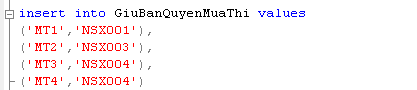 insert into GiuBanQuyenMuaThi values
('MT1','NSX001'),
('MT2','NSX003'),
('MT3','NSX004'),
('MT4','NSX004')